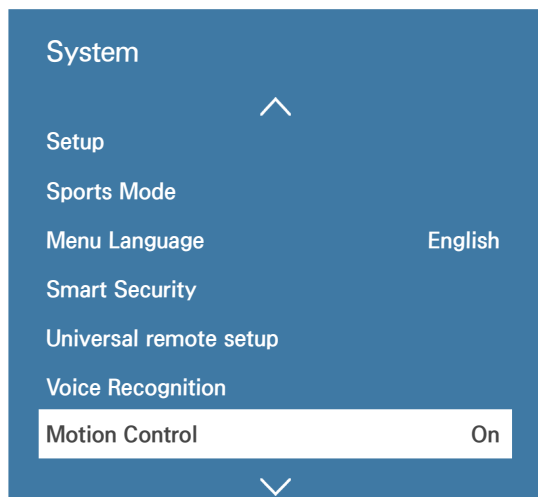 System
Setup
Sports Mode
Menu Language English
Smart Security
Universal remote setup
Voice Recognition
Motion Control On